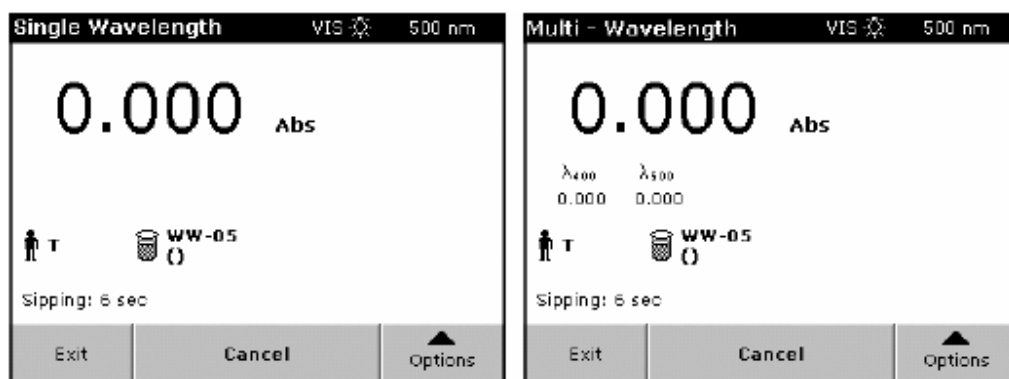 Single Wavelength VIS 500 nm
0.000 Abs
T WW-05
()
Sipping: 6 sec
Exit Cancel Options
Multi - Wavelength VIS 500 nm
0.000 Abs
λ400 λ500
0.000 0.000
T WW-05
()
Sipping: 6 sec
Exit Cancel Options